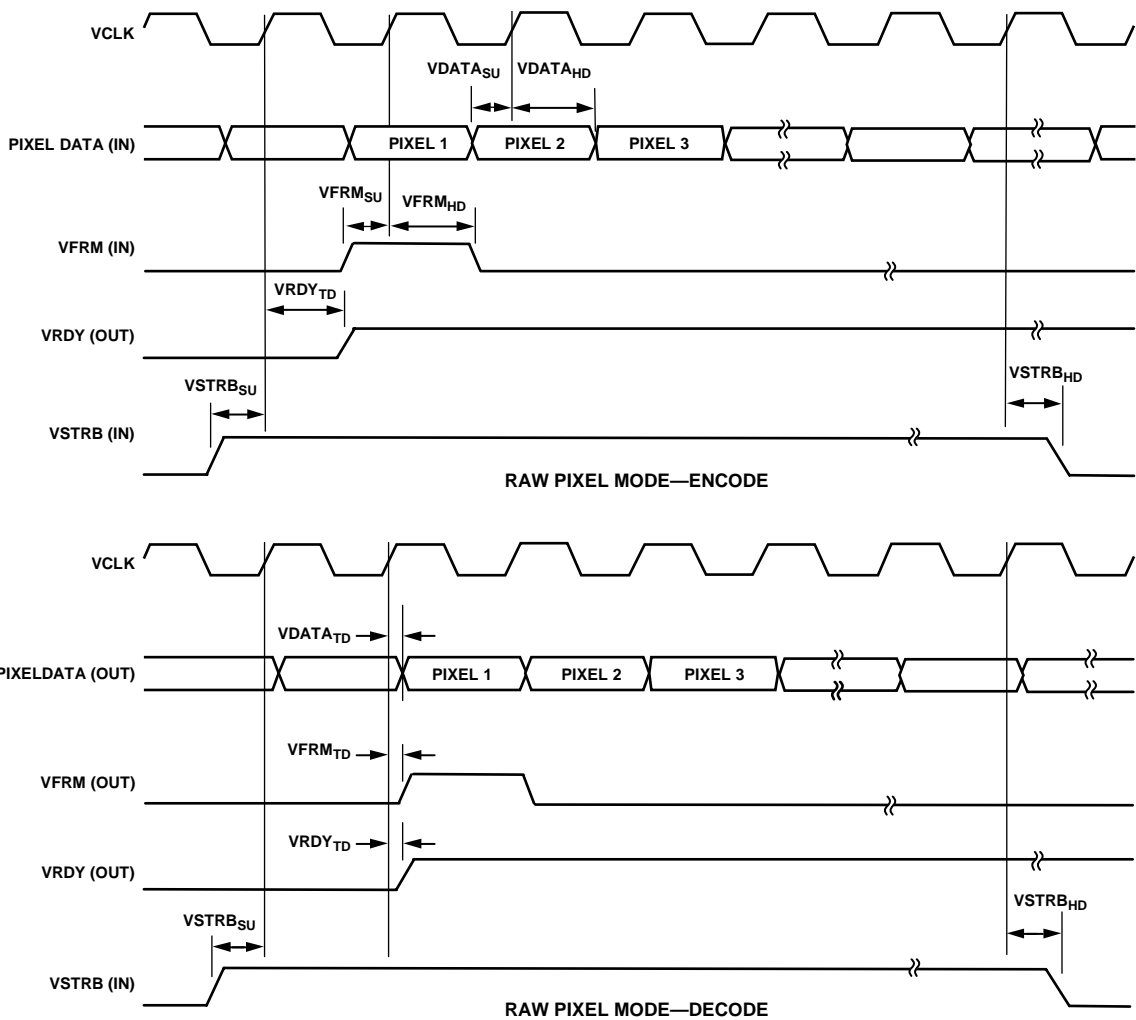 VCLK
VDATASU VDATAHD
PIXEL DATA (IN) PIXEL 1 PIXEL 2 PIXEL 3
VFRMSU VFRMHD
VFRM (IN)
VRDYTD
VRDY (OUT)
VSTRBSU VSTRBHD
VSTRB (IN)
RAW PIXEL MODE—ENCODE
VCLK
VDATATD
PIXELDATA (OUT) PIXEL 1 PIXEL 2 PIXEL 3
VFRMTD
VFRM (OUT)
VRDYTD
VRDY (OUT)
VSTRBSU VSTRBHD
VSTRB (IN)
RAW PIXEL MODE—DECODE